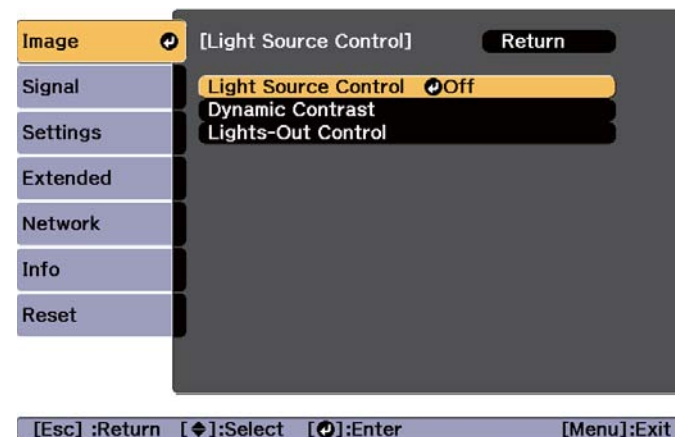 Image
Signal
Settings
Extended
Network
Info
Reset
[Light Source Control] Return
Light Source Control Off
Dynamic Contrast
Lights-Out Control
[Esc] :Return [◆]:Select [⏎]:Enter [Menu]:Exit